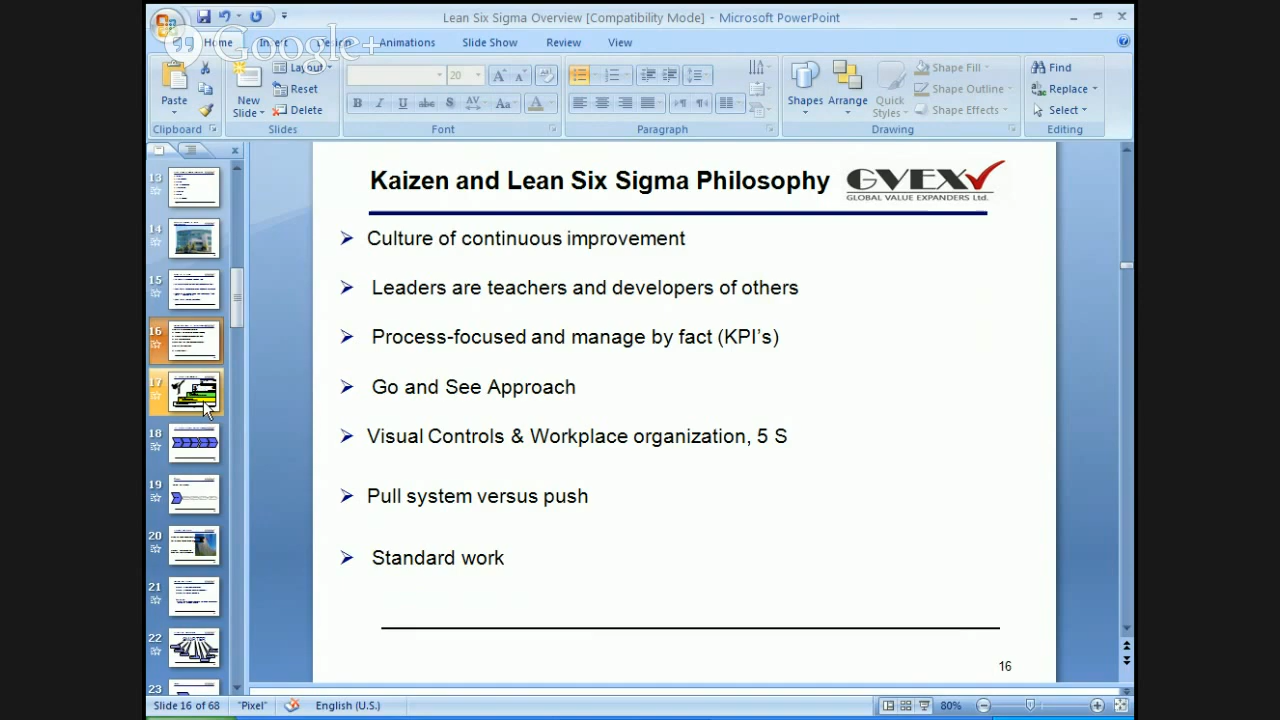 Lean Six Sigma Overview [Compatibility Mode] - Microsoft PowerPoint
Google+
Home Insert Design Animations Slide Show Review View
Paste
Clipboard
New Slide
Layout
Reset
Delete
Slides
20
Font
Paragraph
Shapes
Arrange
Quick Styles
Shape Fill
Shape Outline
Shape Effects
Drawing
Find
Replace
Select
Editing
13
14
15
16
17
18
19
20
21
22
23
Kaizen and Lean Six Sigma Philosophy
GVEX
GLOBAL VALUE EXPANDERS Ltd.
Culture of continuous improvement
Leaders are teachers and developers of others
Process-focused and manage by fact (KPI's)
Go and See Approach
Visual Controls & Workplace organization, 5 S
Pull system versus push
Standard work
16
Slide 16 of 68 "Pixel" English (U.S.) 80%